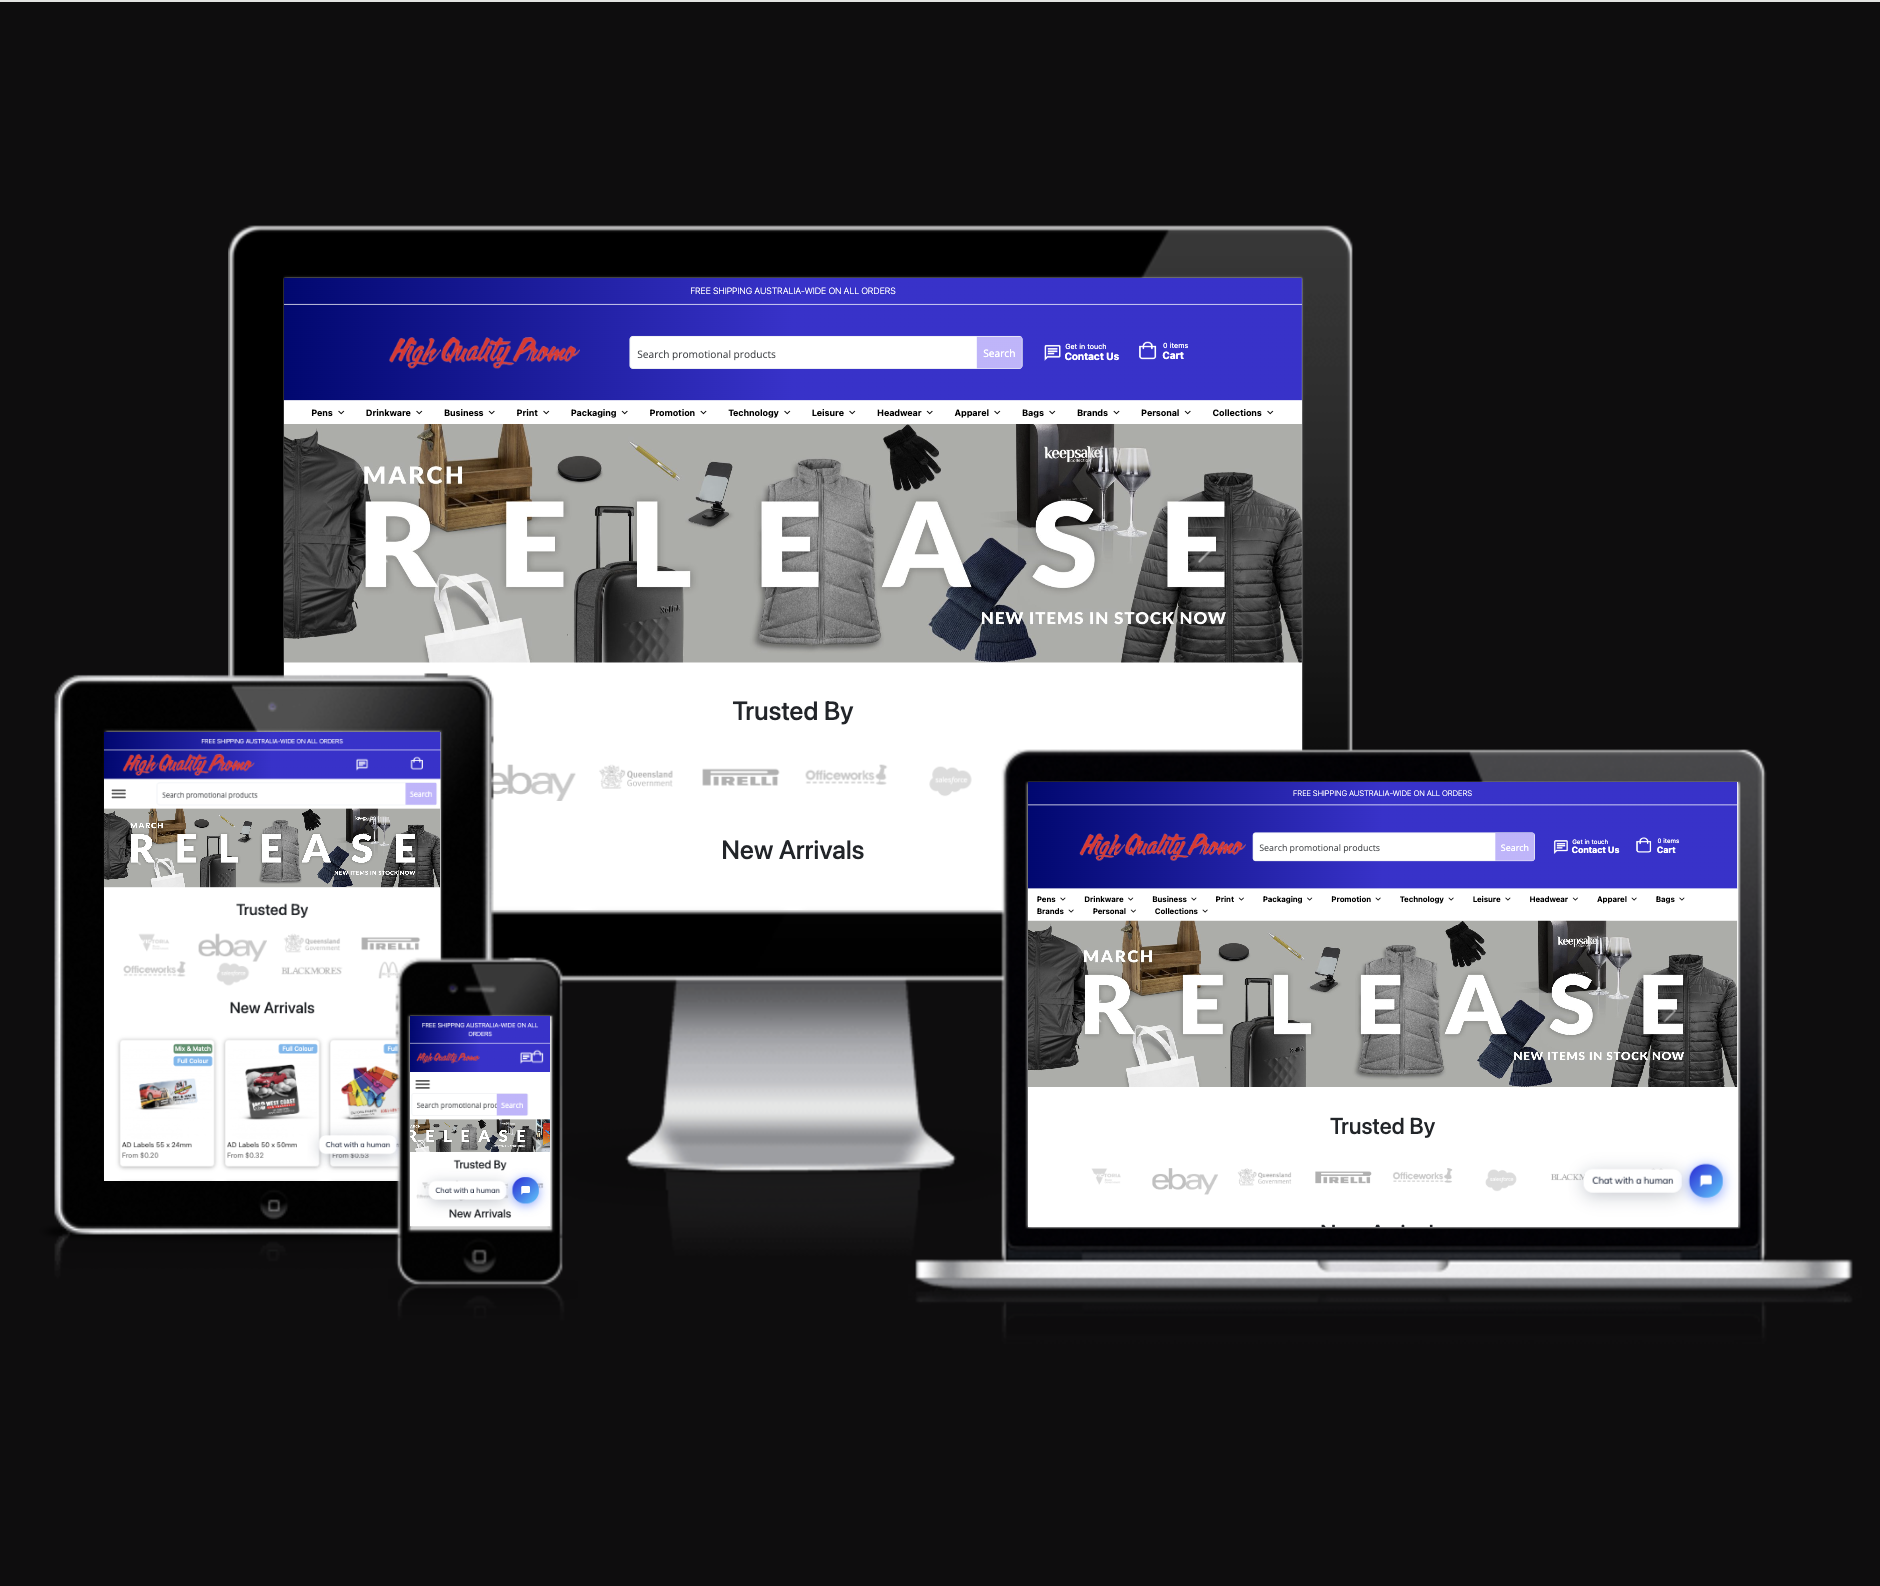 FREE SHIPPING AUSTRALIA-WIDE ON ALL ORDERS
High Quality Promo
Search promotional products
Search
Get in touch
Contact Us
0 items
Cart
Pens Drinkware Business Print Packaging Promotion Technology Leisure Headwear Apparel Bags Brands Personal Collections
keepsake
MARCH
RELEASE
NEW ITEMS IN STOCK NOW
Trusted By
ebay
Queensland
Government
PIRELLI
Officeworks
salesforce
New Arrivals
FREE SHIPPING AUSTRALIA-WIDE ON ALL ORDERS
High Quality Promo
Search promotional products
Search
MARCH
RELEASE
NEW ITEMS IN STOCK NOW
Trusted By
ebay
Queensland
Government
PIRELLI
Officeworks
salesforce
BLACKMORES
New Arrivals
Mix & Match
Full Colour
Full Colour
Ful
WEST COAST
AD Labels 55 x 24mm
From $0.20
AD Labels 50 x 50mm
From $0.32
Chat with a human
From $0.53
FREE SHIPPING AUSTRALIA-WIDE ON ALL
ORDERS
High Quality Promo
Search promotional proc
Search
RELEASE
Trusted By
Chat with a human
New Arrivals
FREE SHIPPING AUSTRALIA-WIDE ON ALL ORDERS
High Quality Promo
Search promotional products
Search
Get in touch
Contact Us
0 items
Cart
Pens Drinkware Business Print Packaging Promotion Technology Leisure Headwear Apparel Bags
Brands Personal Collections
keepsake
MARCH
RELEASE
NEW ITEMS IN STOCK NOW
Trusted By
ebay
Queensland
Government
PIRELLI
Officeworks
salesforce
BLACKM
Chat with a human